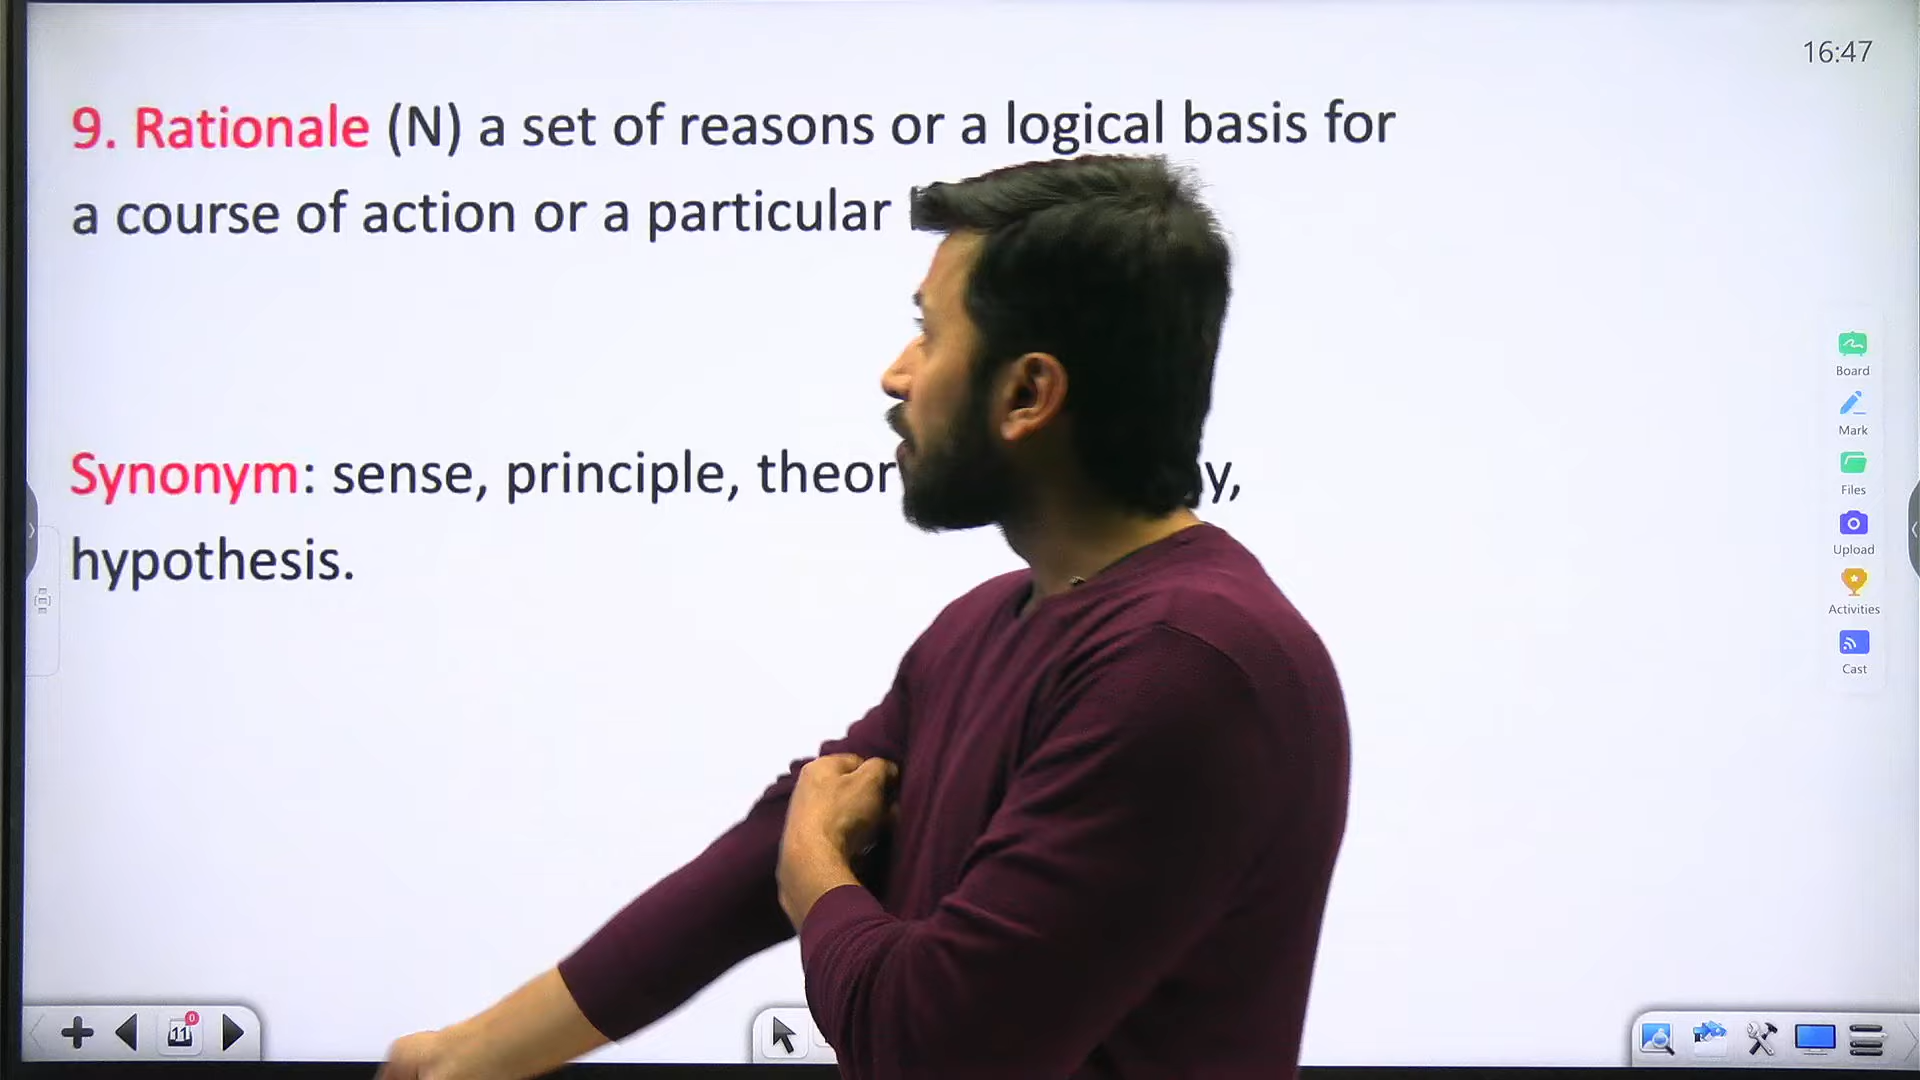 16:47
9. Rationale (N) a set of reasons or a logical basis for
a course of action or a particular
Synonym: sense, principle,
hypothesis.
Board
Mark
Files
Upload
Activities
Cast
0
11